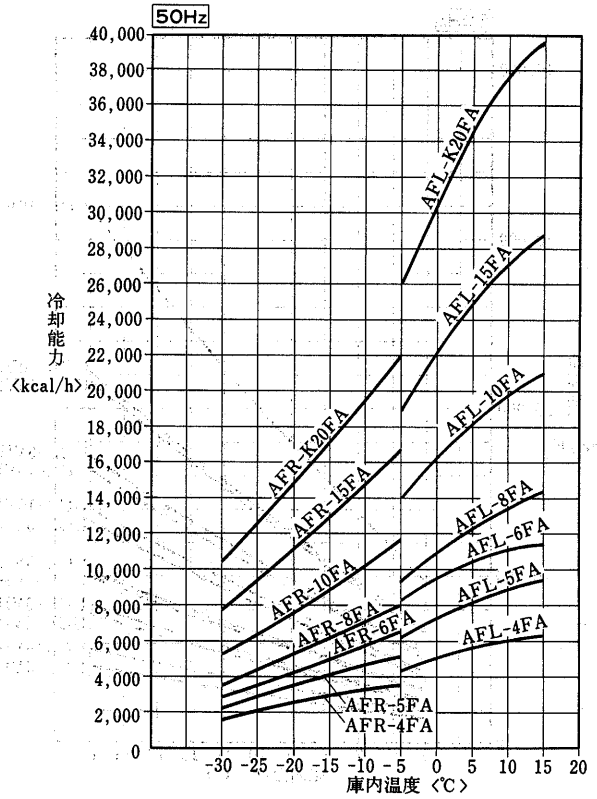 50Hz
40,000
38,000
36,000
34,000
32,000
30,000
28,000
26,000
24,000
22,000
20,000
18,000
16,000
14,000
12,000
10,000
8,000
6,000
4,000
2,000
0
冷却能力
<kcal/h>
AFL-K20FA
AFL-15FA
AFL-10FA
AFL-8FA
AFL-6FA
AFL-5FA
AFL-4FA
AFR-K20FA
AFR-15FA
AFR-10FA
AFR-8FA
AFR-6FA
AFR-5FA
AFR-4FA
-30 -25 -20 -15 -10 -5 0 5 10 15 20
庫内温度 <℃>